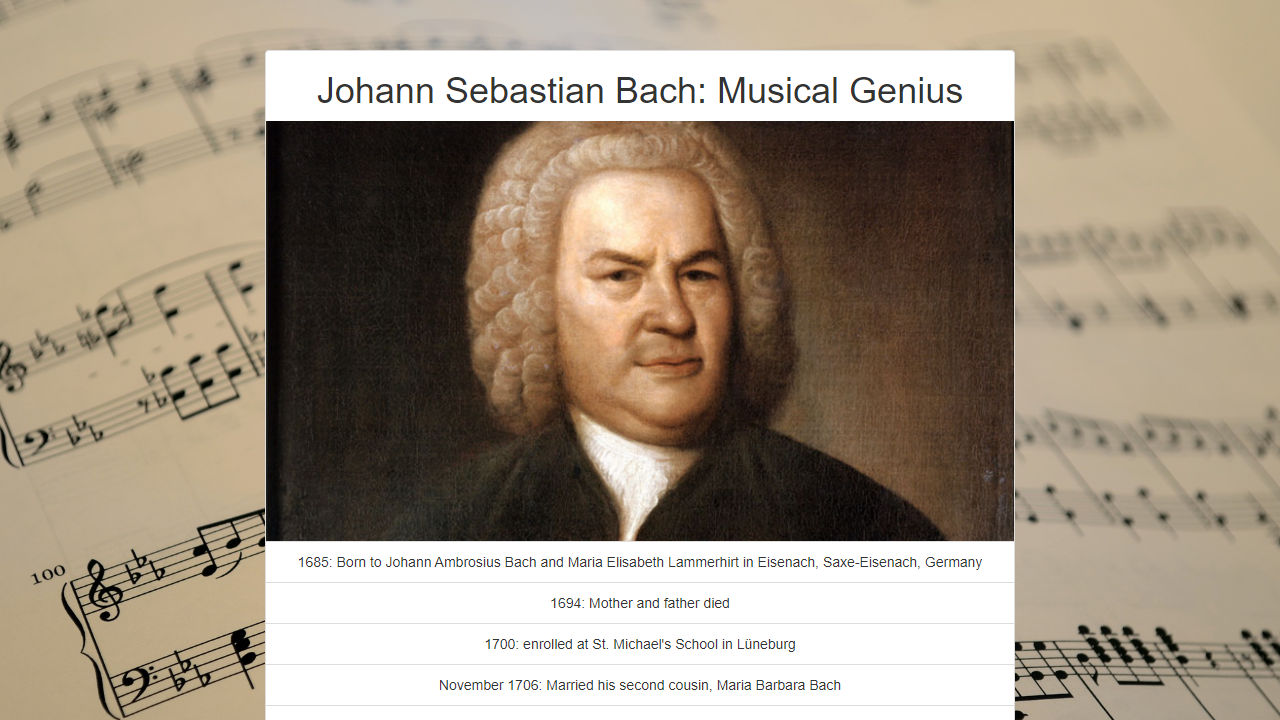 Johann Sebastian Bach: Musical Genius
1685: Born to Johann Ambrosius Bach and Maria Elisabeth Lammerhirt in Eisenach, Saxe-Eisenach, Germany
1694: Mother and father died
1700: enrolled at St. Michael's School in Lüneburg
November 1706: Married his second cousin, Maria Barbara Bach
100